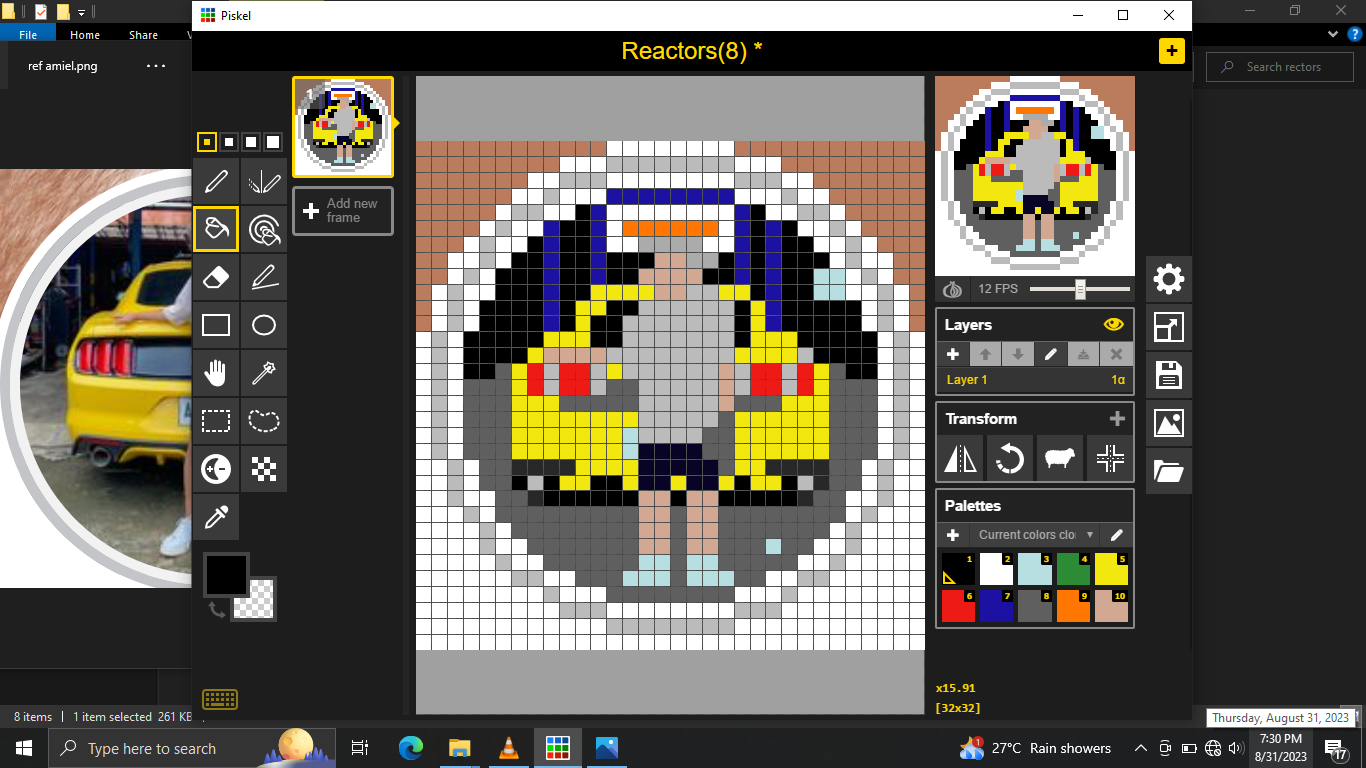 Piskel
File
Home
Share
Reactors(8) *
+
ref amiel.png
Search rectors
Add new
frame
12 FPS
Layers
Layer 1
1α
Transform
Palettes
Current colors clo
1
2
3
4
5
6
7
8
9
10
x15.91
[32x32]
8 items
1 item selected
261 KB
Thursday, August 31, 2023
Type here to search
27°C
Rain showers
7:30 PM
8/31/2023
17